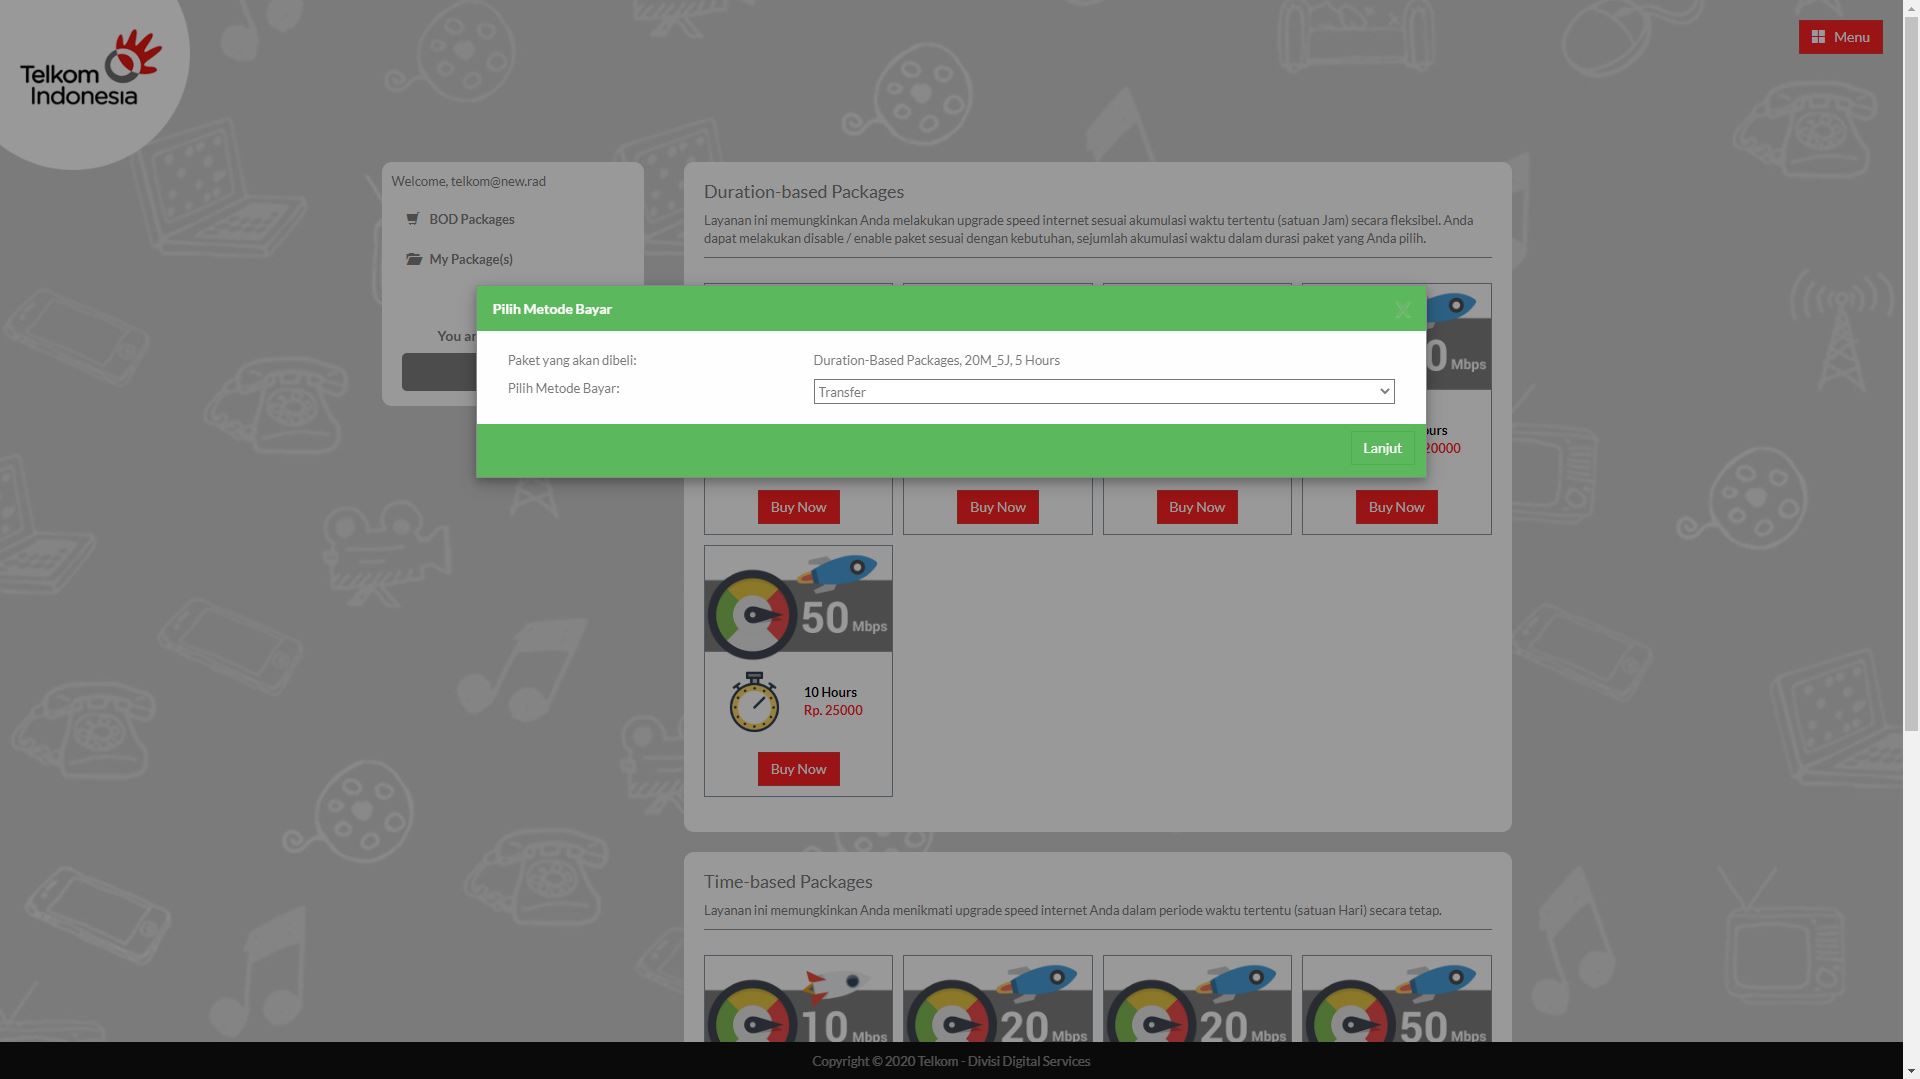 Telkom
Indonesia
Menu
Welcome, telkom@new.rad
BOD Packages
My Package(s)
You
Duration-based Packages
Layanan ini memungkinkan Anda melakukan upgrade speed internet sesuai akumulasi waktu tertentu (satuan Jam) secara fleksibel. Anda
dapat melakukan disable / enable paket sesuai dengan kebutuhan, sejumlah akumulasi waktu dalam durasi paket yang Anda pilih.
Pilih Metode Bayar
X
Paket yang akan dibeli:
Duration-Based Packages, 20M_5J, 5 Hours
Pilih Metode Bayar:
Transfer
Lanjut
Mbps
Buy Now
Buy Now
Buy Now
Buy Now
50 Mbps
10 Hours
Rp. 25000
Buy Now
Time-based Packages
Layanan ini memungkinkan Anda menikmati upgrade speed internet Anda dalam periode waktu tertentu (satuan Hari) secara tetap.
10 Mbps
20 Mbps
20 Mbps
50 Mbps
Copyright © 2020 Telkom - Divisi Digital Services